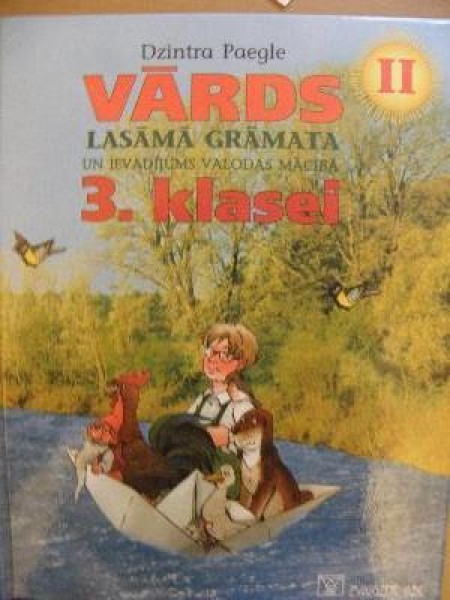 Dzintra Paegle
II
VĀRDS
LASĀMĀ GRĀMATA
UN IEVADĪJUMS VALODAS MĀCĪBĀ
3. klasei